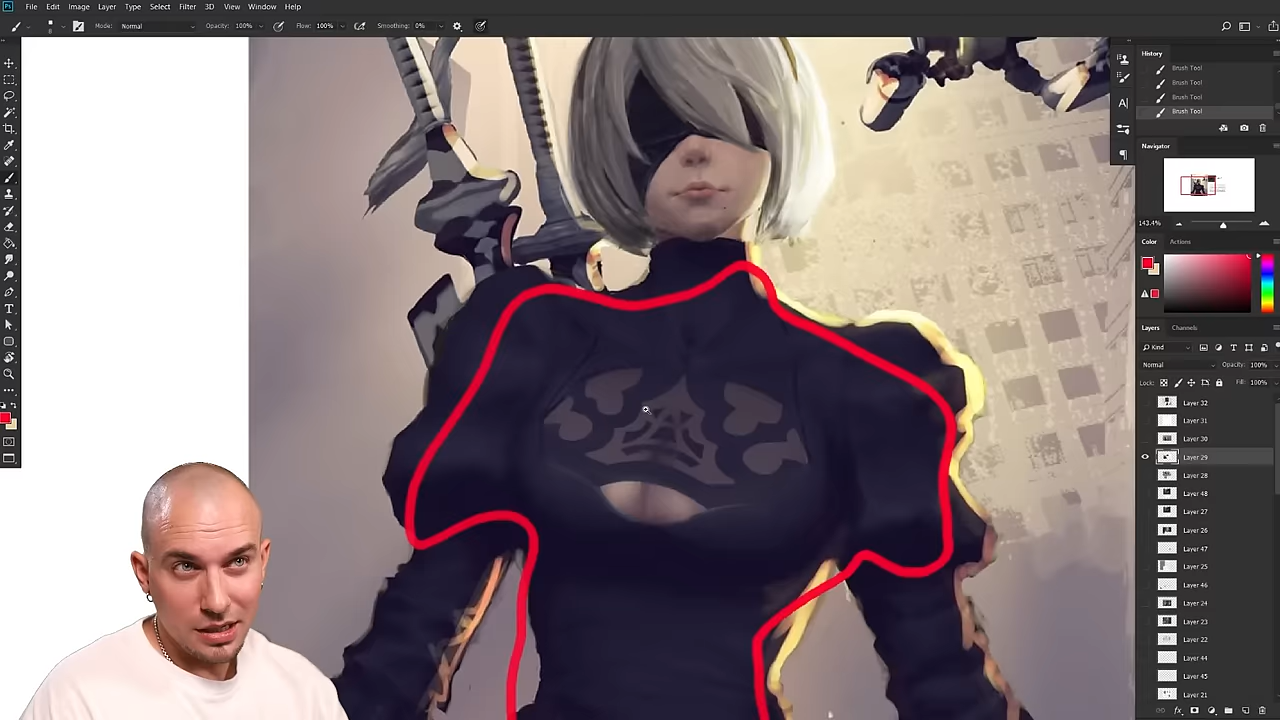 Ps File Edit Image Layer Type Select Filter 3D View Window Help
8 Mode: Normal Opacity: 100% Flow: 100% Smoothing: 0%
History
Brush Tool
Brush Tool
Brush Tool
Brush Tool
Navigator
143.4%
Color Actions
Layers Channels
Kind
Normal Opacity: 100%
Lock: Fill: 100%
Layer 32
Layer 31
Layer 30
Layer 29
Layer 28
Layer 48
Layer 27
Layer 26
Layer 47
Layer 25
Layer 46
Layer 24
Layer 23
Layer 22
Layer 44
Layer 45
Layer 21